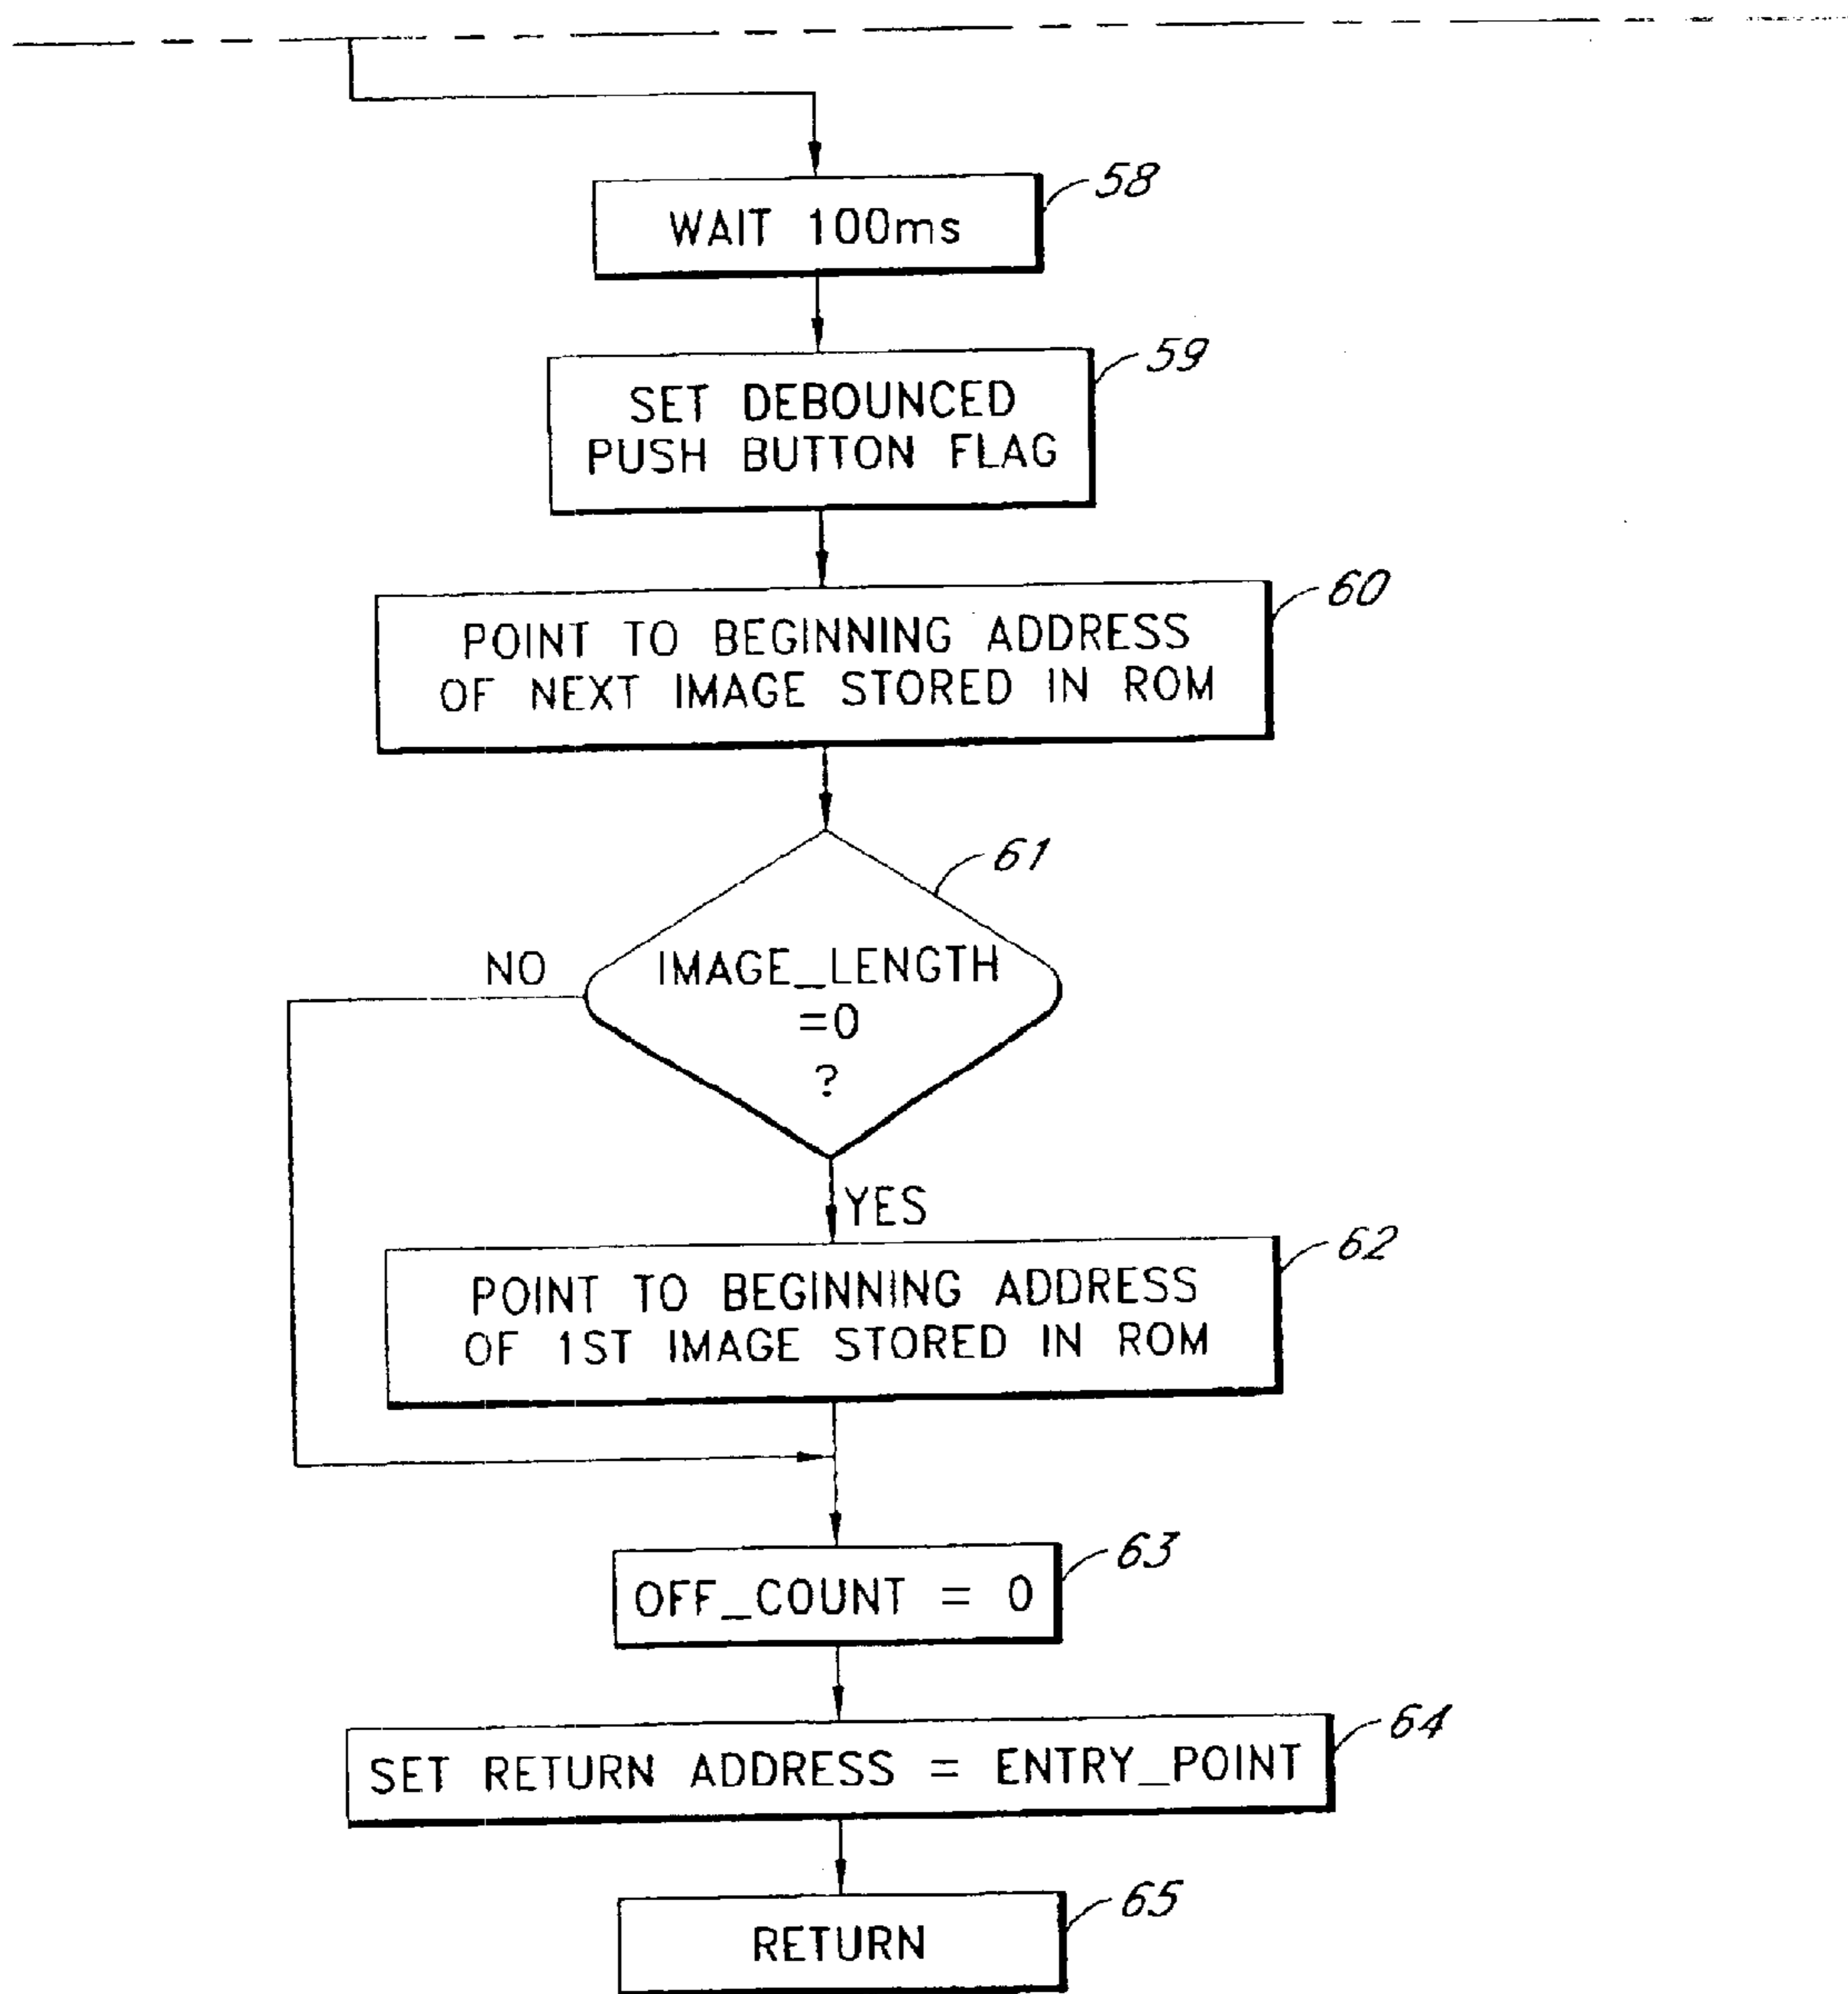 58
WAIT 100ms
59
SET DEBOUNCED
PUSH BUTTON FLAG
60
POINT TO BEGINNING ADDRESS
OF NEXT IMAGE STORED IN ROM
61
NO
IMAGE_LENGTH
=0
?
YES
62
POINT TO BEGINNING ADDRESS
OF 1ST IMAGE STORED IN ROM
63
OFF_COUNT = 0
64
SET RETURN ADDRESS = ENTRY_POINT
65
RETURN